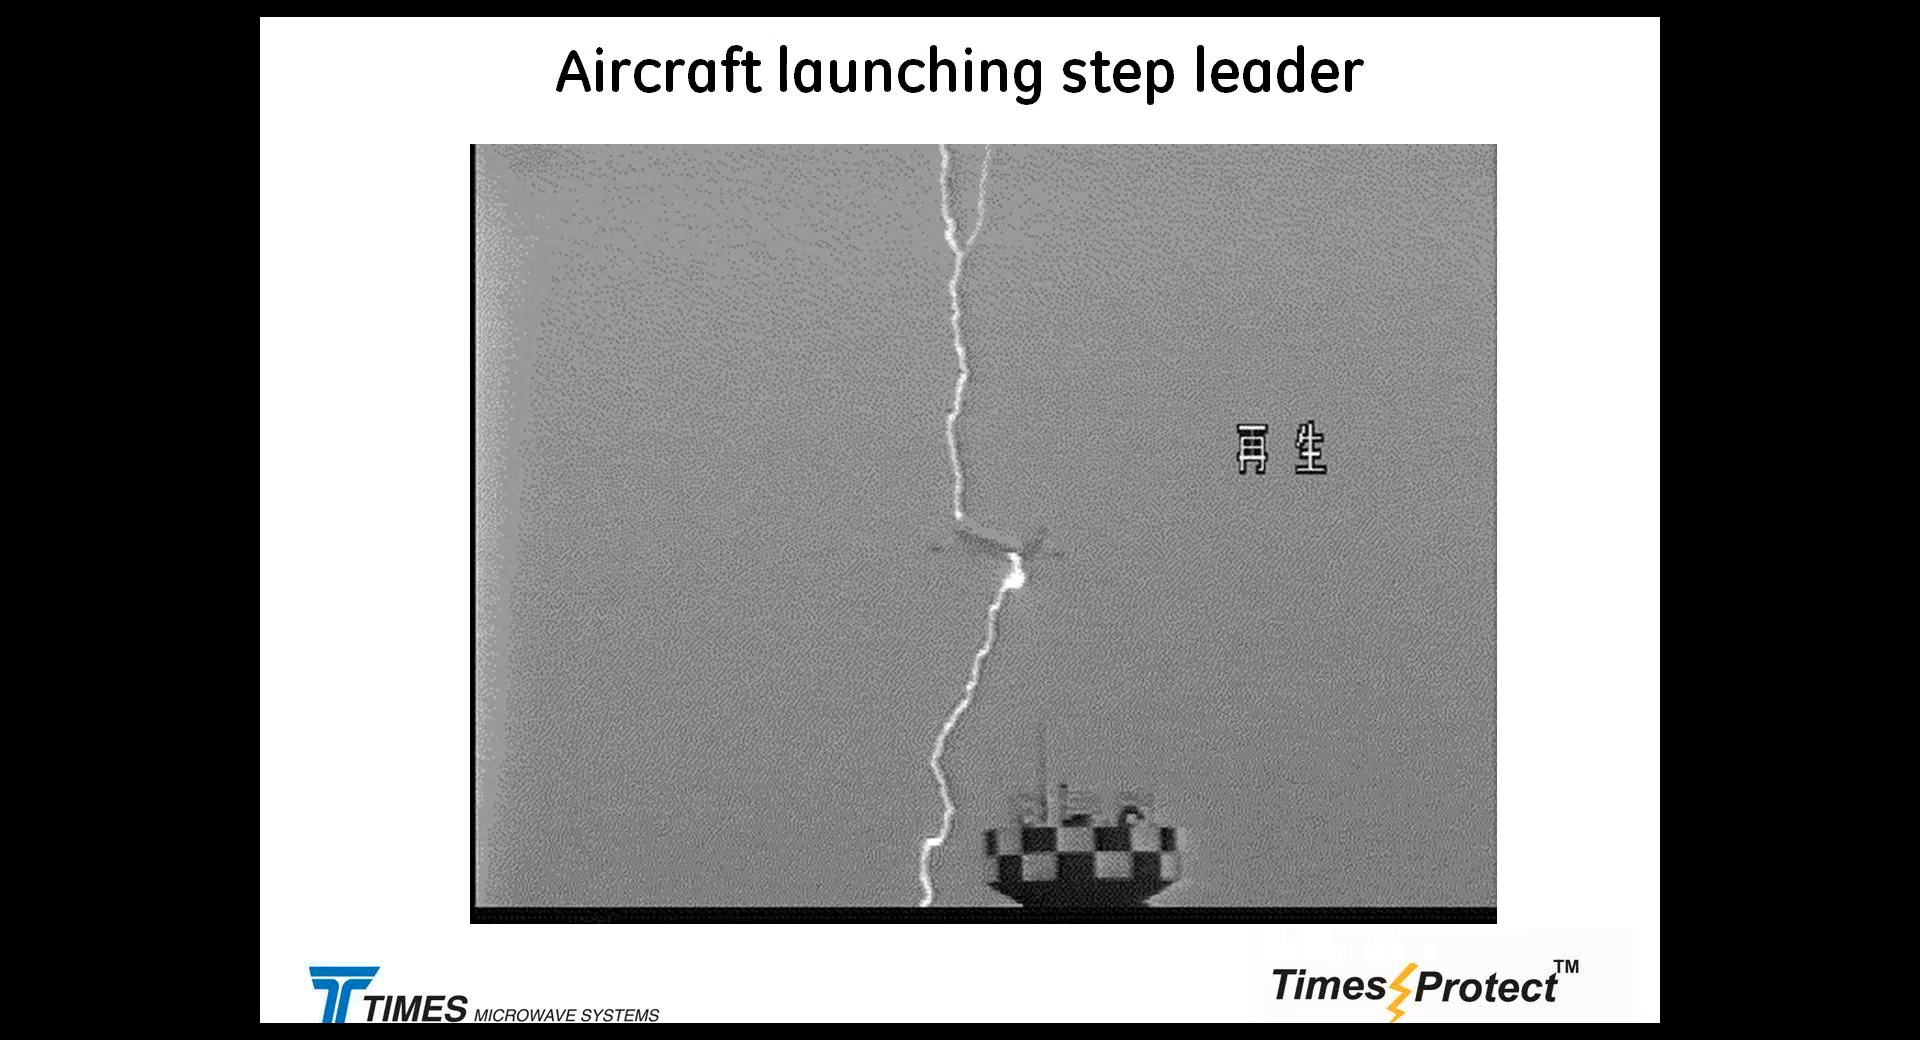 Aircraft launching step leader
再生
TIMES MICROWAVE SYSTEMS
Times Protect™